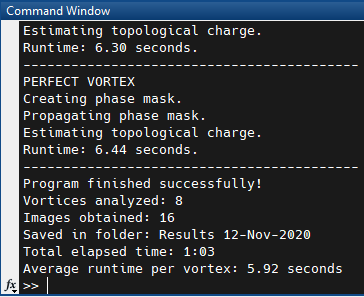 Command Window
Estimating topological charge.
Runtime: 6.30 seconds.
------------------------------------------
PERFECT VORTEX
Creating phase mask.
Propagating phase mask.
Estimating topological charge.
Runtime: 6.44 seconds.
------------------------------------------
Program finished successfully!
Vortices analyzed: 8
Images obtained: 16
Saved in folder: Results 12-Nov-2020
Total elapsed time: 1:03
Average runtime per vortex: 5.92 seconds
fx >>